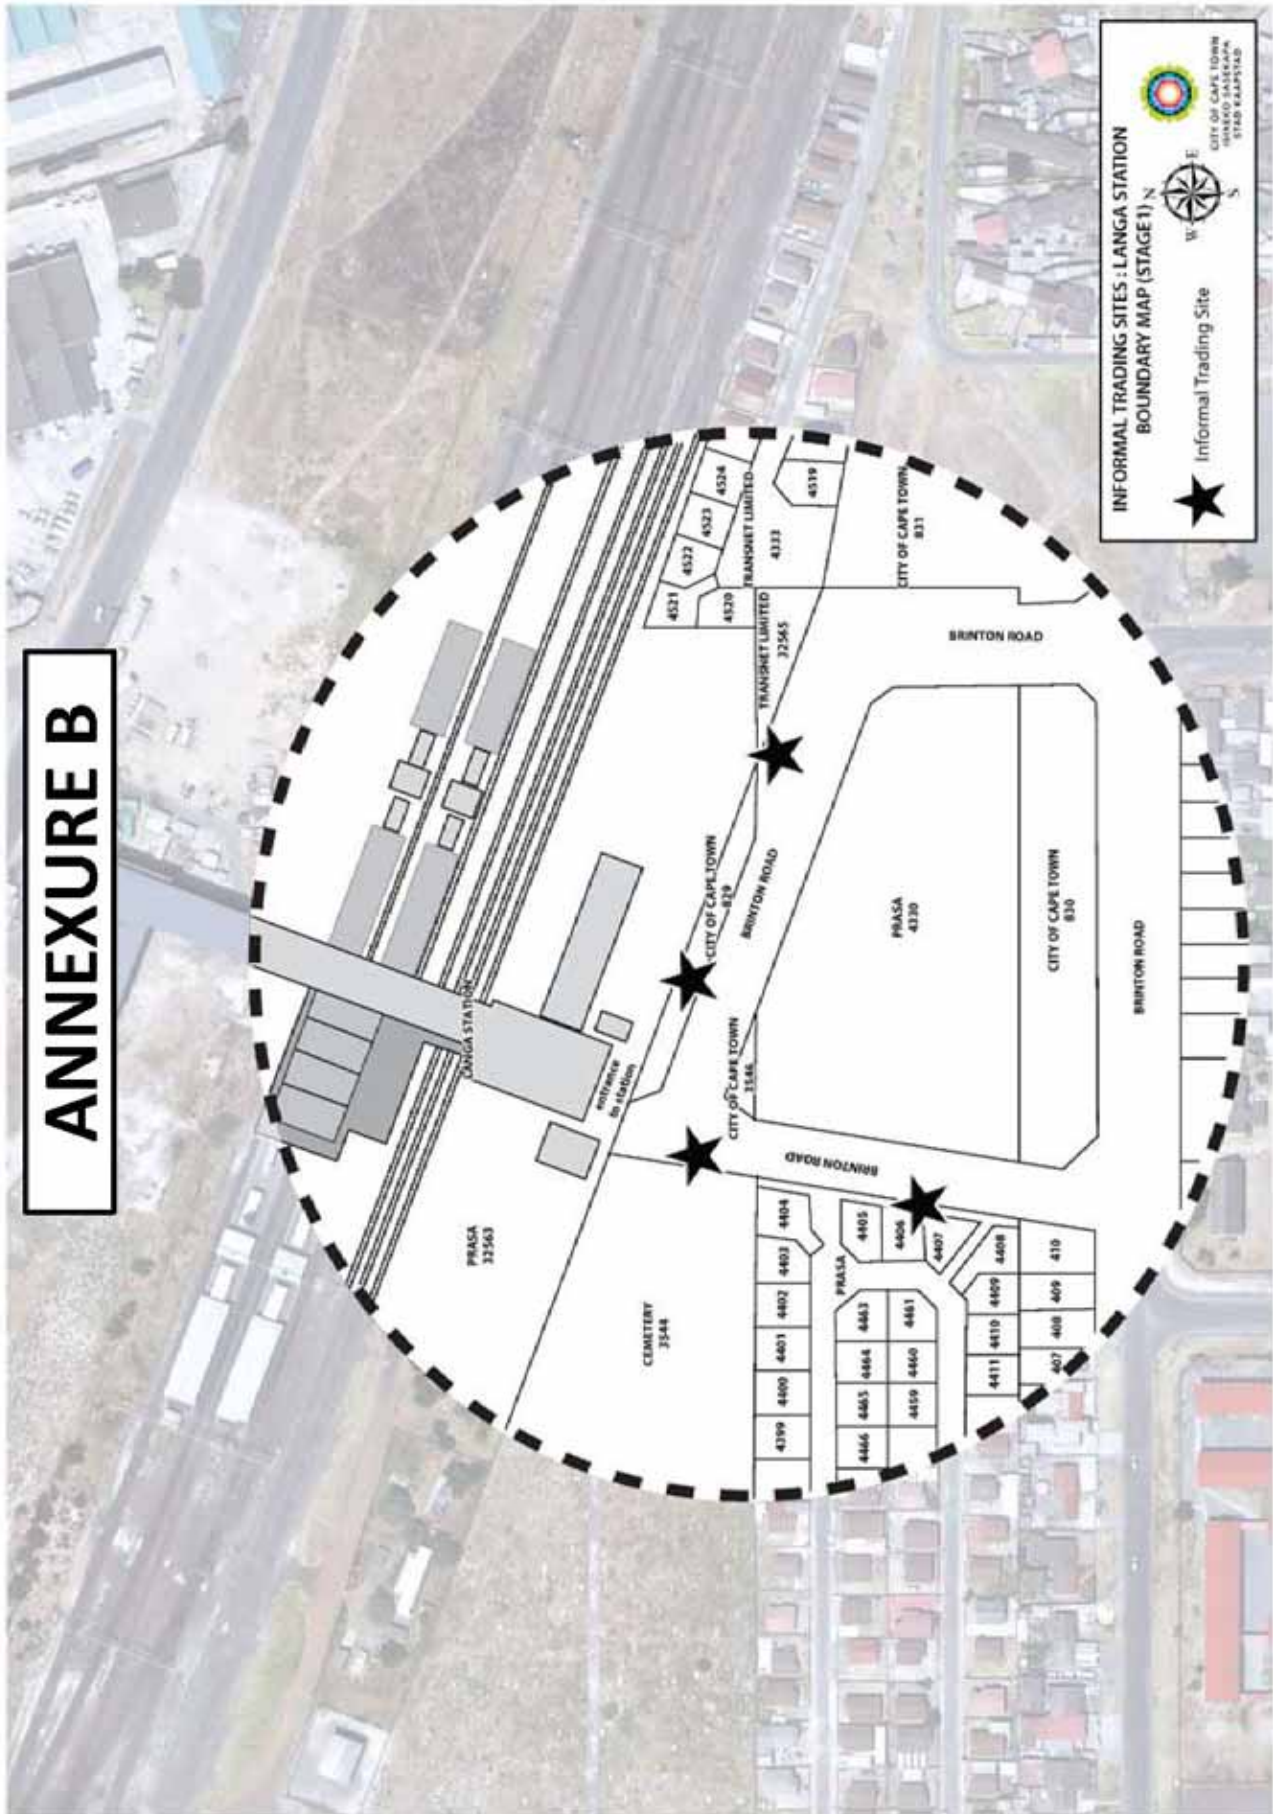 ANNEXURE B
INFORMAL TRADING SITES : LANGA STATION
BOUNDARY MAP (STAGE1)
N
E
S
W
CITY OF CAPE TOWN
ISIXEKO SASEKAPA
STAD KAAPSTAD
Informal Trading Site
LANGA STATION
entrance
to station
PRASA
32563
CEMETERY
3544
CITY OF CAPE TOWN
829
CITY OF CAPE TOWN
3546
BRINTON ROAD
BRINTON ROAD
BRINTON ROAD
BRINTON ROAD
PRASA
4330
CITY OF CAPE TOWN
830
CITY OF CAPE TOWN
831
TRANSNET LIMITED
32565
TRANSNET LIMITED
4333
4519
4520
4521
4522
4523
4524
4399
4400
4401
4402
4403
4404
PRASA
4405
4406
4407
4408
4409
4410
4411
4466
4465
4464
4463
4459
4460
4461
407
408
409
410